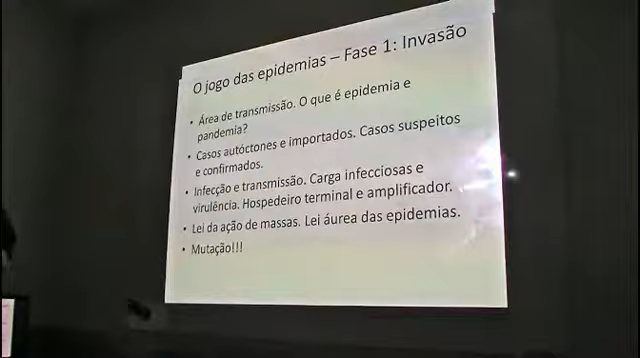 O jogo das epidemias – Fase 1: Invasão
• Área de transmissão. O que é epidemia e
pandemia?
• Casos autóctones e importados. Casos suspeitos
e confirmados.
• Infecção e transmissão. Carga infecciosas e
virulência. Hospedeiro terminal e amplificador.
• Lei da ação de massas. Lei áurea das epidemias.
• Mutação!!!